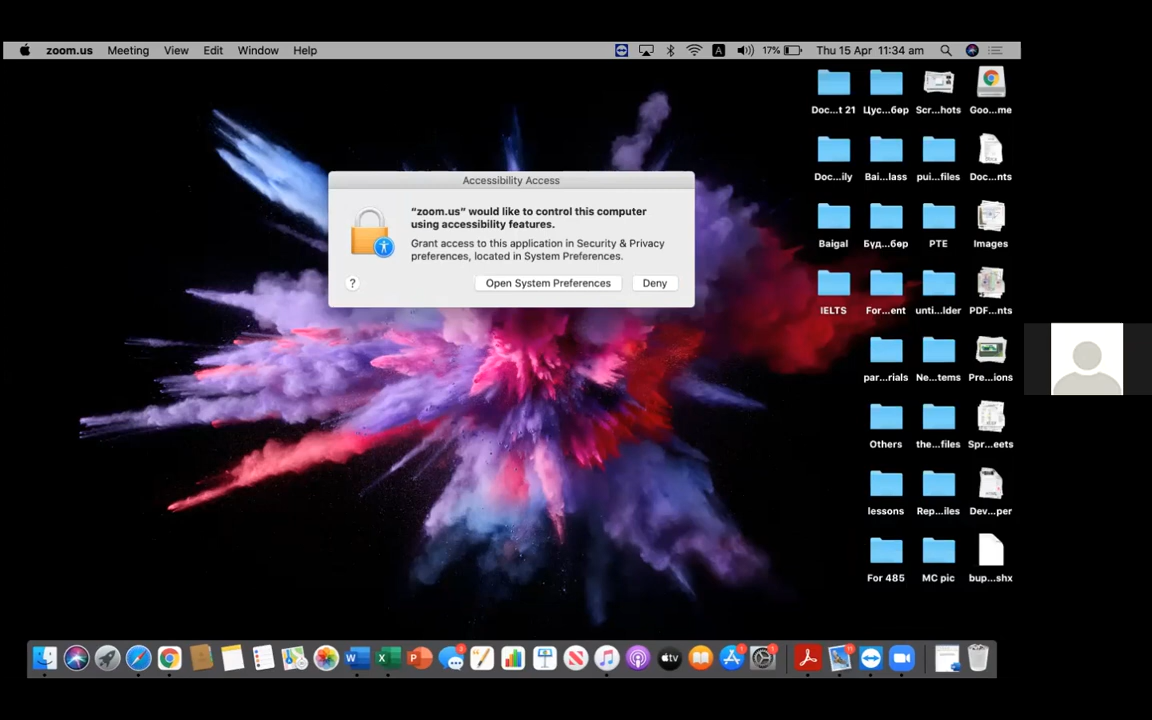 zoom.us Meeting View Edit Window Help
A 17% Thu 15 Apr 11:34 am
Doc...t 21 Цус...бөр Scr...hots Goo...me
Accessibility Access
Doc...ily Bai...lass pui...files Doc...nts
“zoom.us” would like to control this computer
using accessibility features.
Grant access to this application in Security & Privacy
preferences, located in System Preferences.
Baigal Буд...бөр PTE Images
? Open System Preferences Deny
IELTS For...ent unti...lder PDF...nts
par...rials Ne...tems Pre...ions
Others the...files Spr...eets
lessons Rep...iles Dev...per
For 485 MC pic bup...shx
tv